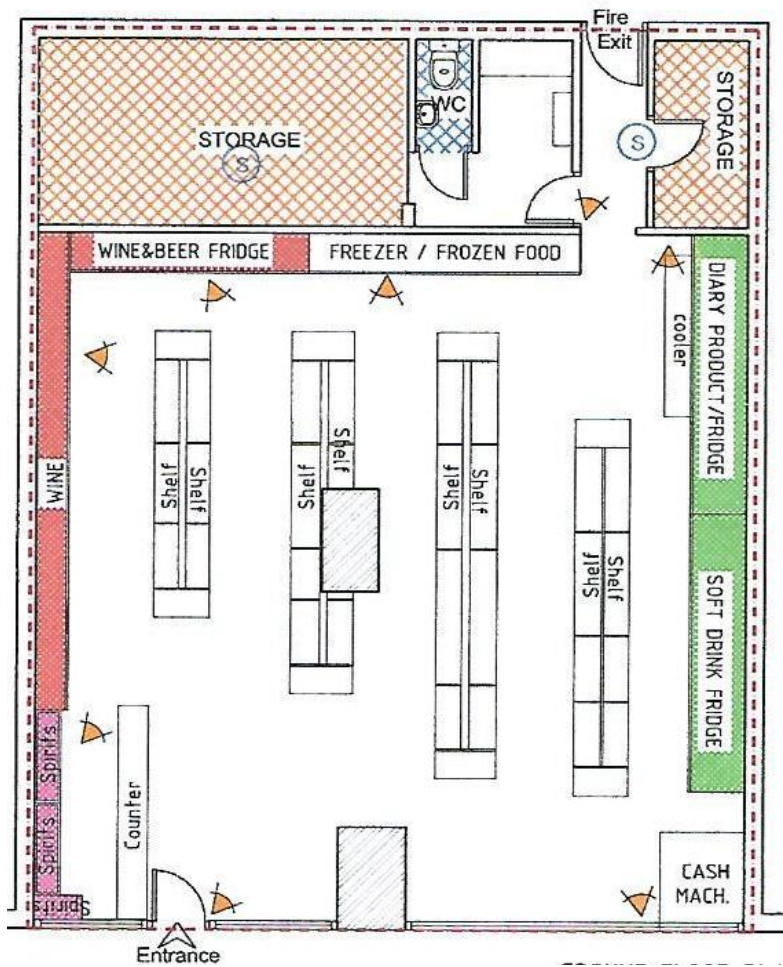 Fire
Exit
STORAGE
S
WC
S
STORAGE
WINE&BEER FRIDGE
FREEZER / FROZEN FOOD
DIARY PRODUCT/FRIDGE
cooler
WINE
Shelf
Shelf
Shelf
Shelf
Shelf
Shelf
Shelf
Shelf
SOFT DRINK FRIDGE
Spirits
Spirits
Spirits
Counter
CASH
MACH.
Entrance